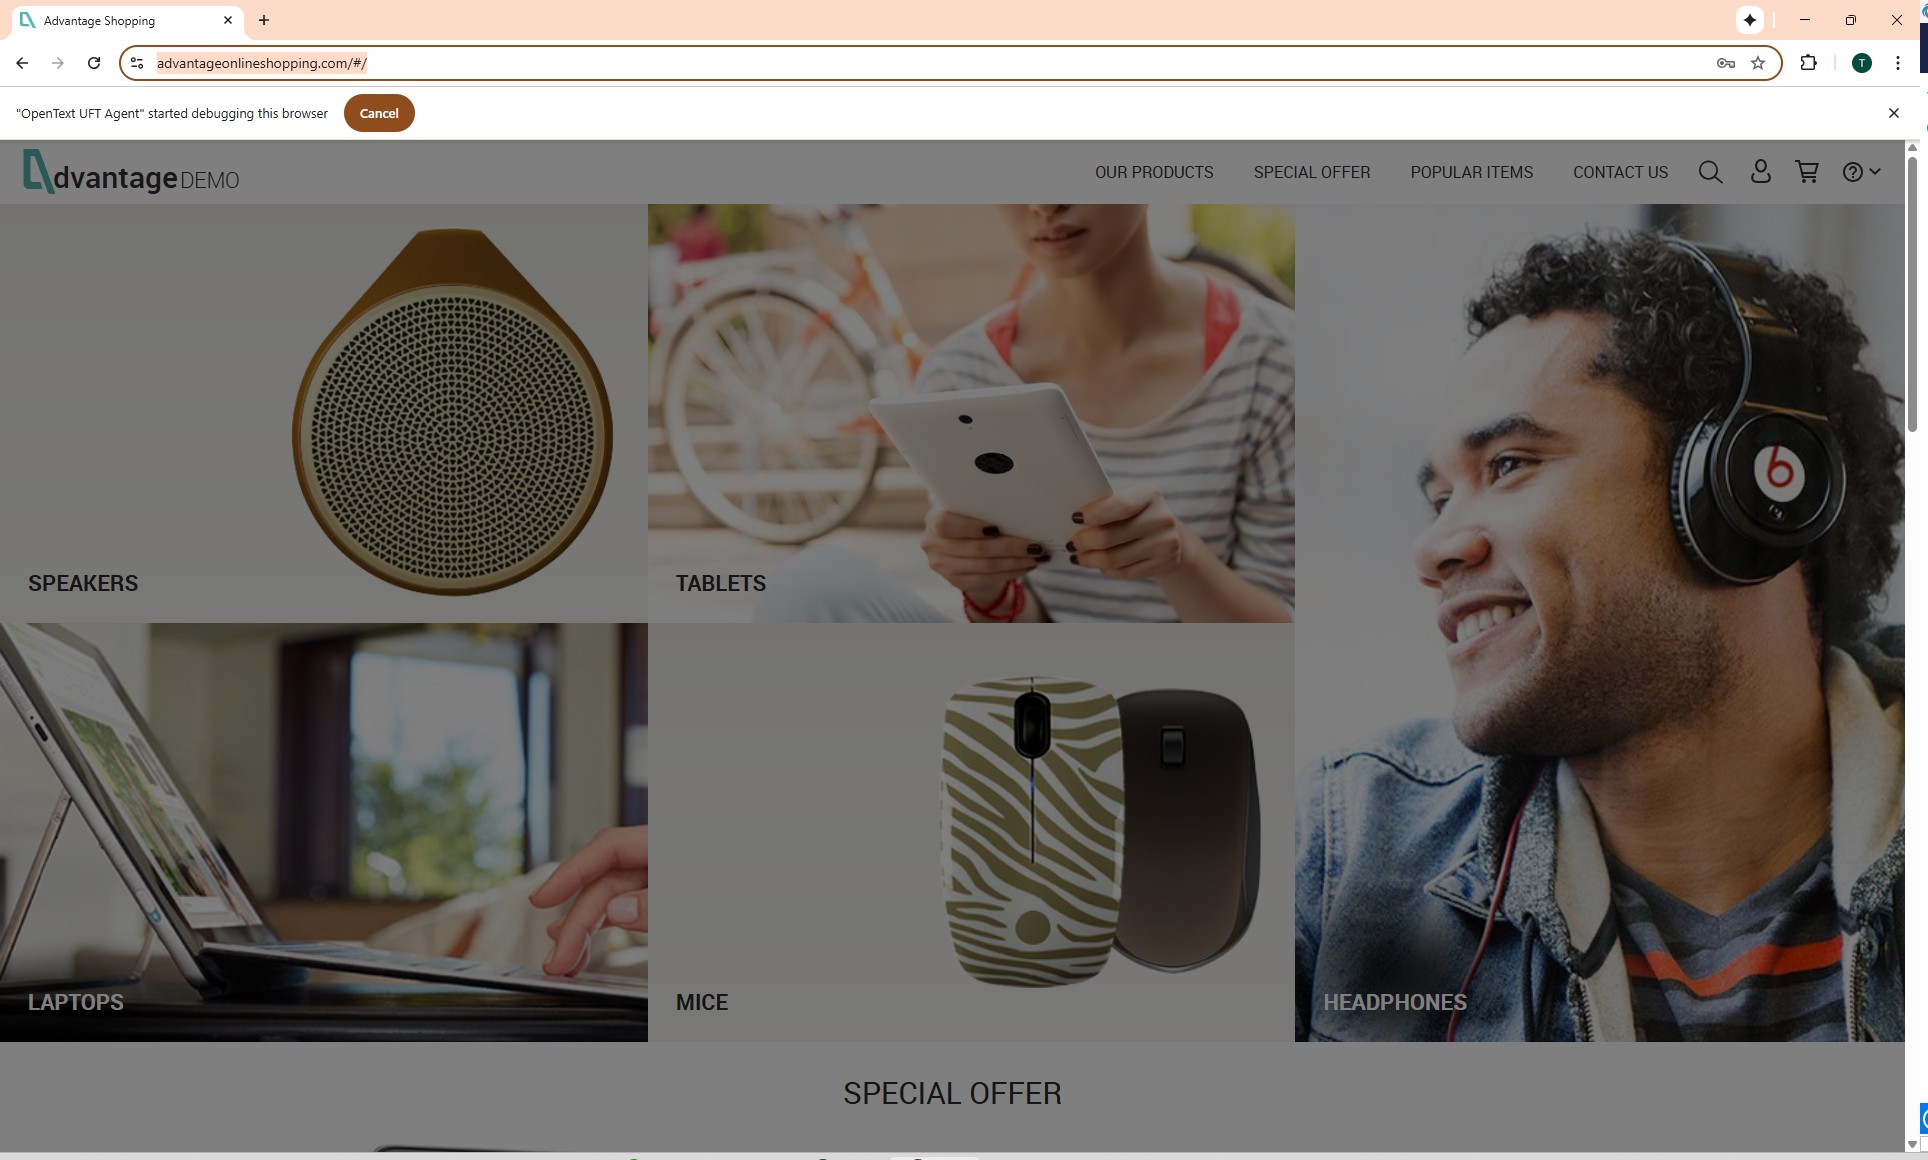 Advantage Shopping
advantageonlineshopping.com/#/
T
"OpenText UFT Agent" started debugging this browser
Cancel
dvantage DEMO
OUR PRODUCTS
SPECIAL OFFER
POPULAR ITEMS
CONTACT US
SPEAKERS
TABLETS
LAPTOPS
MICE
HEADPHONES
SPECIAL OFFER